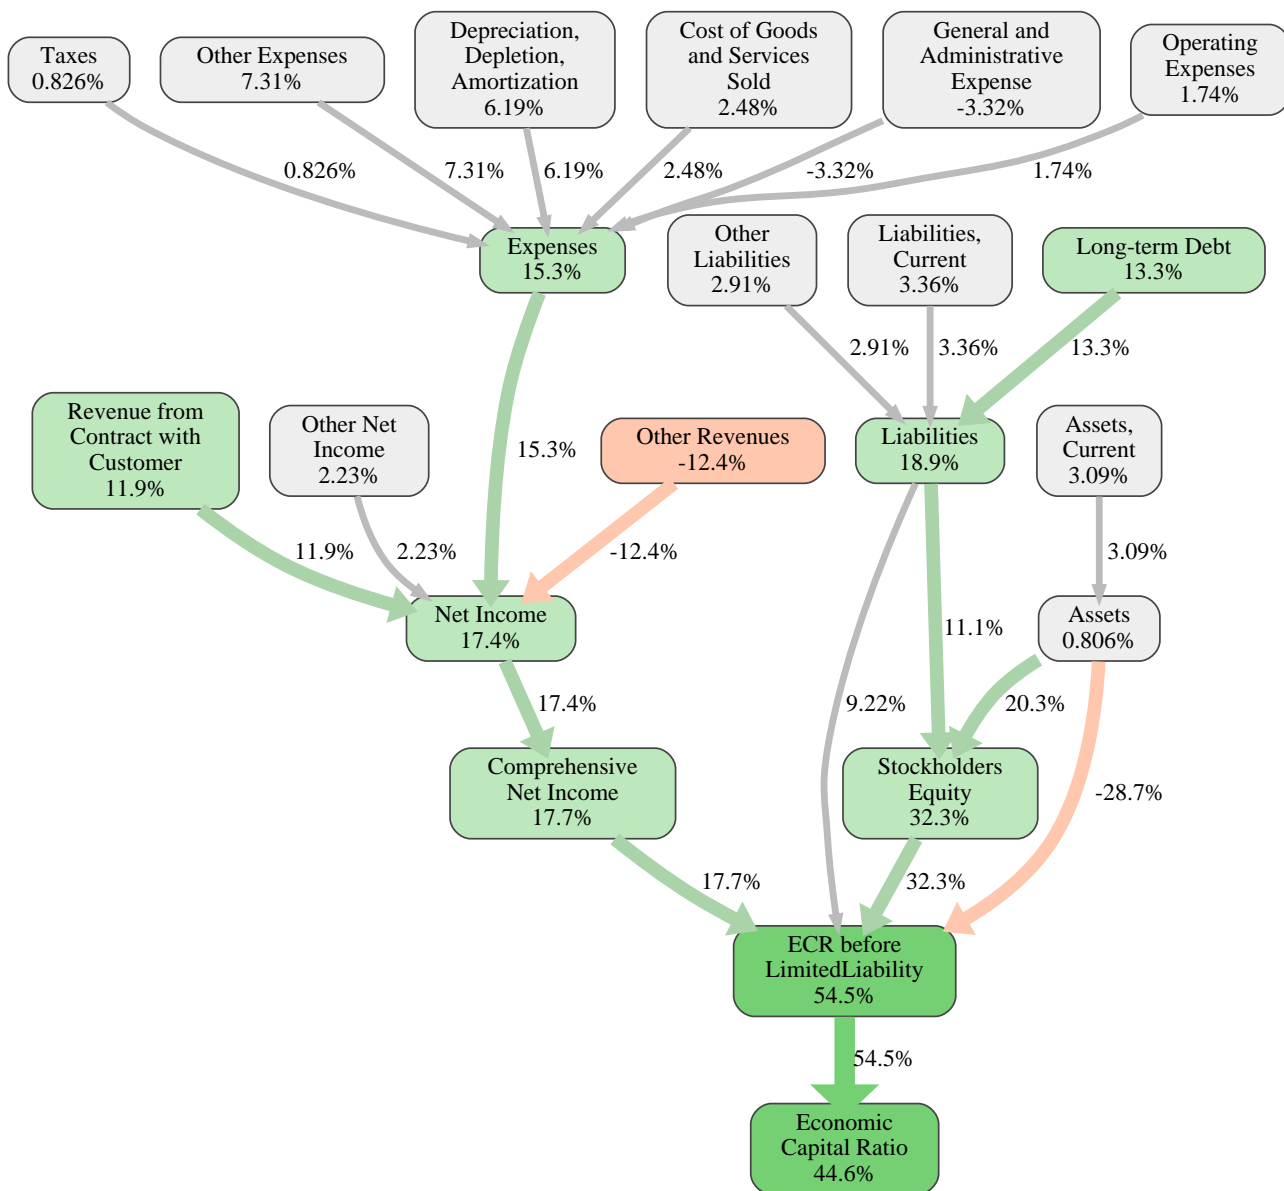 Taxes
0.826%
Other Expenses
7.31%
Depreciation,
Depletion,
Amortization
6.19%
Cost of Goods
and Services
Sold
2.48%
General and
Administrative
Expense
-3.32%
Operating
Expenses
1.74%
0.826%
7.31%
6.19%
2.48%
-3.32%
1.74%
Expenses
15.3%
Other
Liabilities
2.91%
Liabilities,
Current
3.36%
Long-term Debt
13.3%
2.91%
3.36%
13.3%
Revenue from
Contract with
Customer
11.9%
Other Net
Income
2.23%
15.3%
Other Revenues
-12.4%
Liabilities
18.9%
Assets,
Current
3.09%
11.9%
2.23%
-12.4%
3.09%
Net Income
17.4%
11.1%
Assets
0.806%
17.4%
9.22%
20.3%
Comprehensive
Net Income
17.7%
Stockholders
Equity
32.3%
-28.7%
17.7%
32.3%
ECR before
LimitedLiability
54.5%
54.5%
Economic
Capital Ratio
44.6%